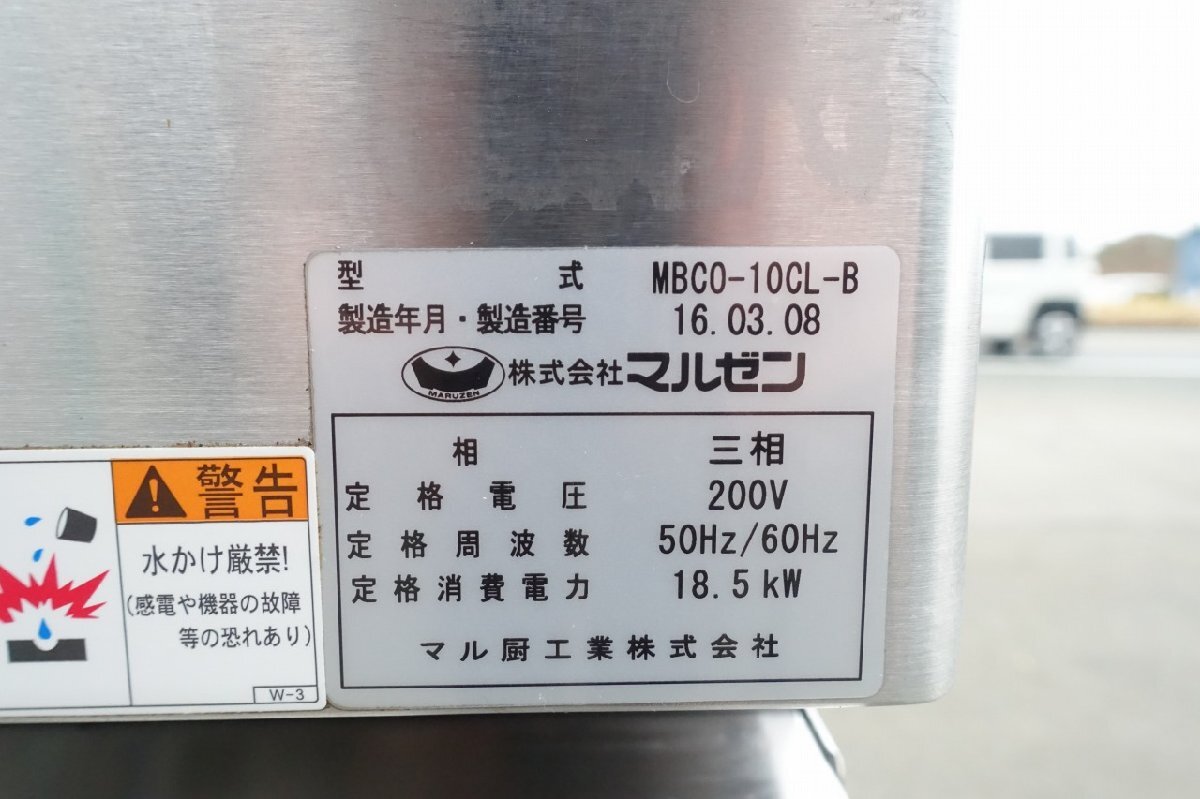 型式 MBCO-10CL-B
製造年月・製造番号 16.03.08
MARUZEN 株式会社マルゼン
相 三相
定格電圧 200V
定格周波数 50Hz/60Hz
定格消費電力 18.5kW
マル厨工業株式会社
警告
水かけ厳禁!
(感電や機器の故障
等の恐れあり)
W-3